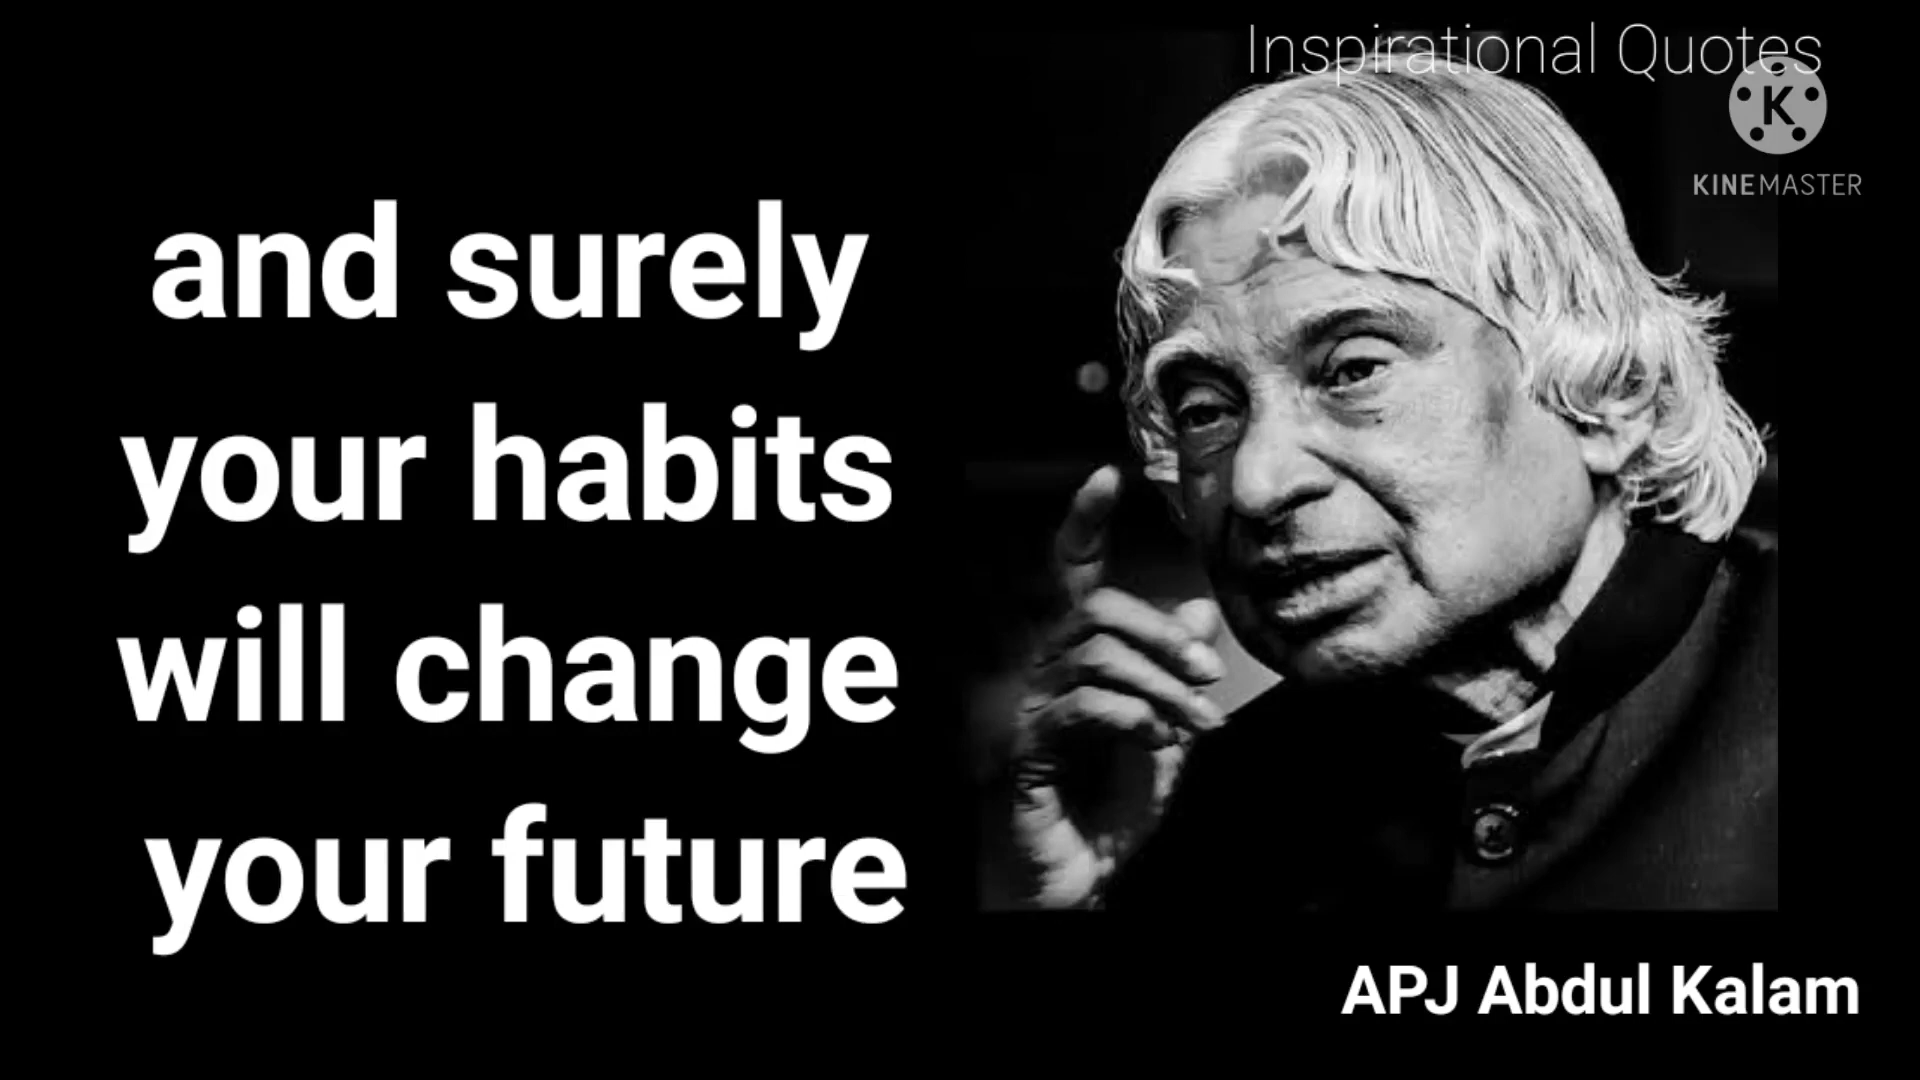 Inspirational Quotes
K
KINEMASTER
and surely
your habits
will change
your future
APJ Abdul Kalam